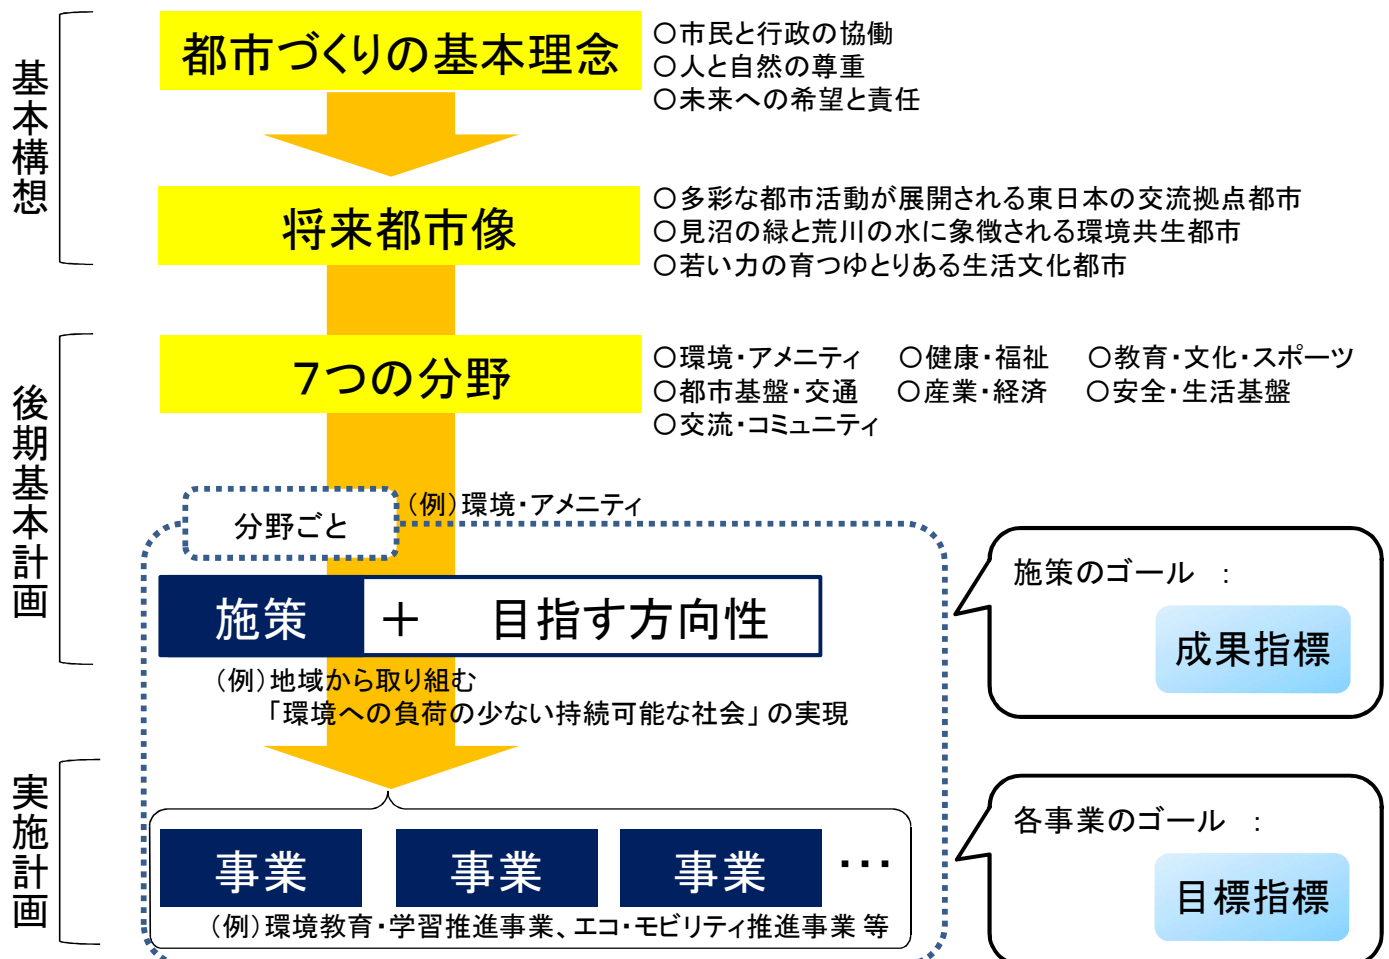 基本構想
都市づくりの基本理念
○市民と行政の協働
○人と自然の尊重
○未来への希望と責任
将来都市像
○多彩な都市活動が展開される東日本の交流拠点都市
○見沼の緑と荒川の水に象徴される環境共生都市
○若い力の育つゆとりある生活文化都市
後期基本計画
7つの分野
○環境・アメニティ ○健康・福祉 ○教育・文化・スポーツ
○都市基盤・交通 ○産業・経済 ○安全・生活基盤
○交流・コミュニティ
分野ごと
(例)環境・アメニティ
施策 + 目指す方向性
(例)地域から取り組む
「環境への負荷の少ない持続可能な社会」の実現
施策のゴール :
成果指標
実施計画
事業 事業 事業 ・・・
(例)環境教育・学習推進事業、エコ・モビリティ推進事業 等
各事業のゴール :
目標指標